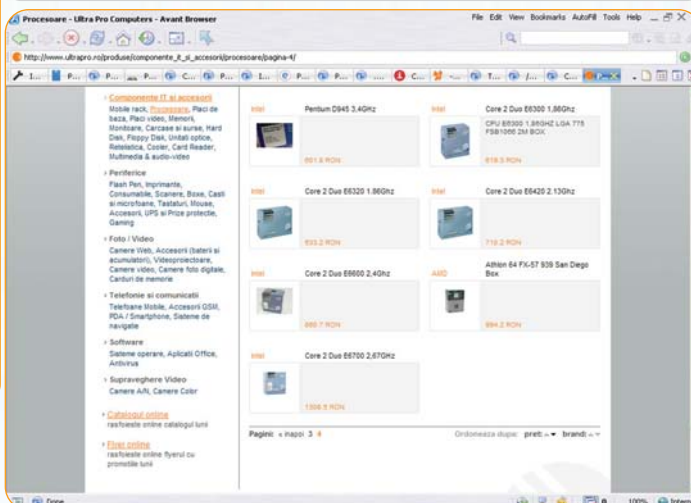 Procesoare - Ultra Pro Computers - Avant Browser
File Edit View Bookmarks AutoFill Tools Help
http://www.ultrapro.ro/produse/componente_it_si_accesorii/procesoare/pagina-4/
Componente IT si accesorii
Mobile rack, Procesoare, Placi de
baza, Placi video, Memorii,
Monitoare, Carcase si surse, Hard
Disk, Floppy Disk, Unitati optice,
Retelistica, Cooler, Card Reader,
Multimedia & audio-video
Periferice
Flash Pen, Imprimante,
Consumabile, Scanere, Boxe, Casti
si microfoane, Tastaturi, Mouse,
Accesorii, UPS si Prize protectie,
Gaming
Foto / Video
Camere Web, Accesorii (baterii si
acumulatori), Videoproiectoare,
Camere video, Camere foto digitale,
Carduri de memorie
Telefonie si comunicatii
Telefoane Mobile, Accesorii GSM,
PDA / Smartphone, Sisteme de
navigatie
Software
Sisteme operare, Aplicatii Office,
Antivirus
Supraveghere Video
Camere A/N, Camere Color
Catalogul online
rasfoieste online catalogul lunii
Flyer online
rasfoieste online flyerul cu
promotiile lunii
Intel Pentium D945 3,4GHz
601.8 RON
Intel Core 2 Duo E6300 1,86Ghz
CPU E6300 1.86GHZ LGA 775
FSB1066 2M BOX
618.0 RON
Intel Core 2 Duo E6320 1.86Ghz
633.2 RON
Intel Core 2 Duo E6420 2.13Ghz
718.2 RON
Intel Core 2 Duo E6600 2,4Ghz
860.7 RON
AMD Athlon 64 FX-57 939 San Diego
Box
994.2 RON
Intel Core 2 Duo E6700 2,67GHz
1306.5 RON
Pagini: « inapoi 3 4
Ordoneaza dupa: pret: brand:
Done
100%